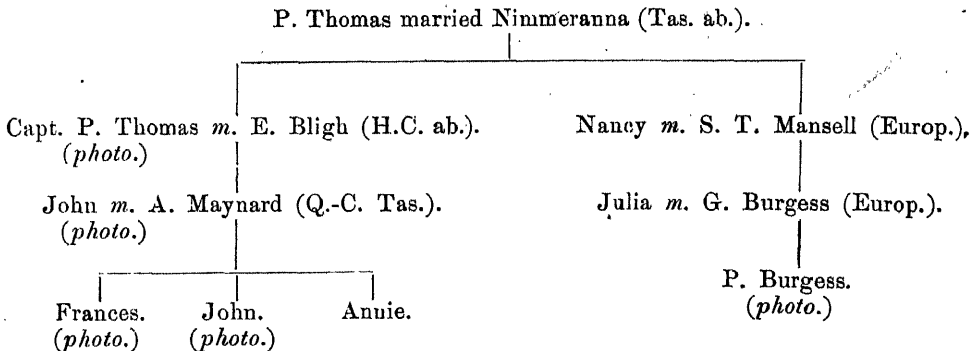 P. Thomas married Nimmeranna (Tas. ab.).
Capt. P. Thomas m. E. Bligh (H.C. ab.). Nancy m. S. T. Mansell (Europ.),
(photo.)
John m. A. Maynard (Q.-C. Tas.). Julia m. G. Burgess (Europ.).
(photo.)
P. Burgess.
(photo.)
Frances. John. Annie.
(photo.) (photo.)